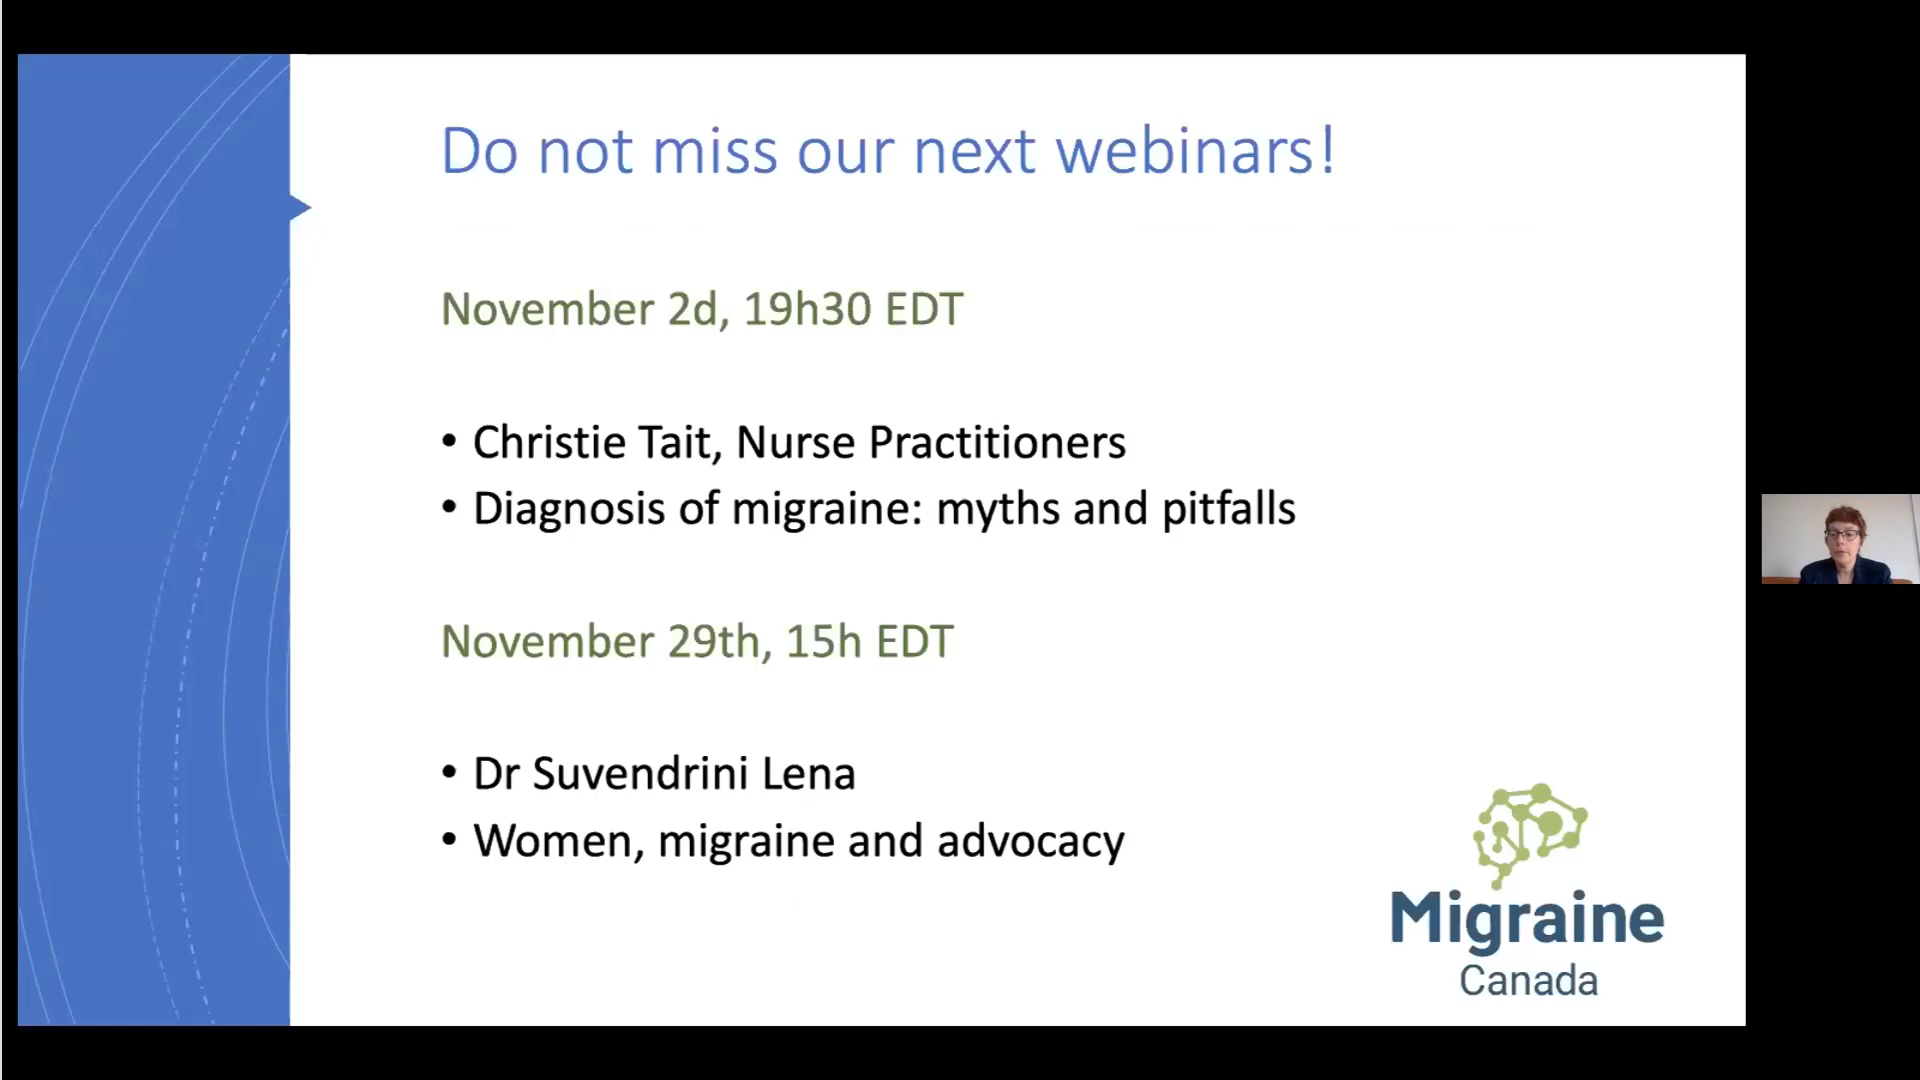 Do not miss our next webinars!
November 2d, 19h30 EDT
• Christie Tait, Nurse Practitioners
• Diagnosis of migraine: myths and pitfalls
November 29th, 15h EDT
• Dr Suvendrini Lena
• Women, migraine and advocacy
Migraine
Canada